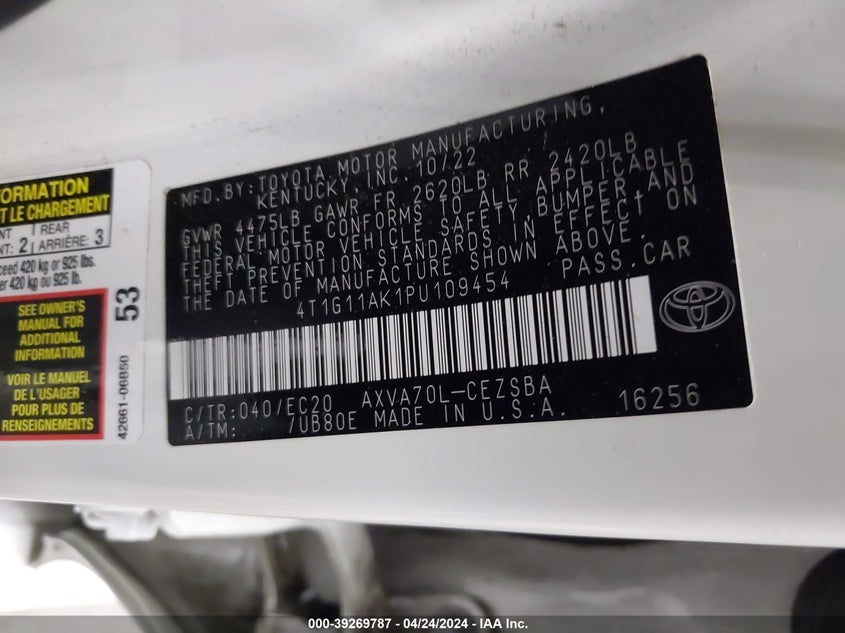 FORMATION
T LE CHARGEMENT
NT REAR
NT: 2 ARRIÈRE: 3
ceed 420 kg or 925 lbs.
er 420 kg ou 925 lb.
SEE OWNER'S
MANUAL FOR
ADDITIONAL
INFORMATION
VOIR LE MANUEL
DE L'USAGER
POUR PLUS DE
RENSEIGNEMENTS
53
42661-06B50
MFD. BY: TOYOTA MOTOR MANUFACTURING,
KENTUCKY, INC. 10/22
GVWR 4475LB GAWR FR 2620LB RR 2420LB
THIS VEHICLE CONFORMS TO ALL APPLICABLE
FEDERAL MOTOR VEHICLE SAFETY, BUMPER, AND
THEFT PREVENTION STANDARDS IN EFFECT ON
THE DATE OF MANUFACTURE SHOWN ABOVE.
4T1G11AK1PU109454 PASS.CAR
C/TR:040/EC20 AXVA70L-CEZSBA
A/TM: /UB80E MADE IN U.S.A. 16256
000-39269787 - 04/24/2024 - IAA Inc.